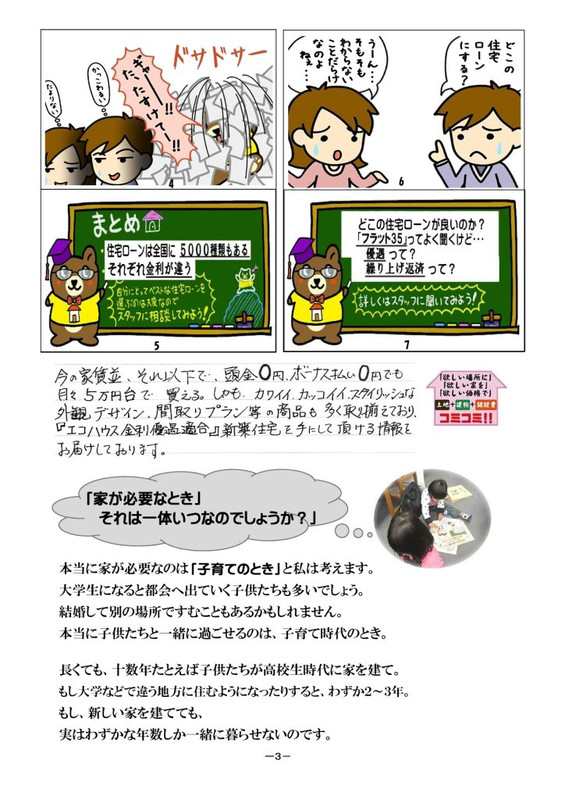 ドサドサー
ギャー!!
だ、たすけて〜!!
かっこわるい
たよりない
4
どこの
住宅
ローン
にする?
うーん…
そもそも
わからない
ことだらけ
なのよ
ねぇ…
6
まとめ
住宅ローンは全国に 5000種類もある
それぞれ金利が違う
自分にとってベストな住宅ローンを
選ぶのは大変なので
スタッフに相談してみよう!
5
どこの住宅ローンが良いのか?
「フラット35」ってよく聞くけど…
優遇って?
繰り上げ返済って?
詳しくはスタッフに聞いてみよう!
7
今の家賃並、それ以下で、頭金0円、ボーナス払い0円でも
月々5万円台で 買える。しかも カワイイ、カッコイイ、スタイリッシュな
外観デザイン、間取りプラン等の商品も 多く取り揃えており、
『エコハウス金利優遇適合』新築住宅を手にして頂ける情報を
お届けしております。
「欲しい場所に」
「欲しい家を」
「欲しい価格で」
土地+建物+諸経費
コミコミ!!
「家が必要なとき」
それは一体いつなのでしょうか?」
本当に家が必要なのは「子育てのとき」と私は考えます。
大学生になると都会へ出ていく子供たちも多いでしょう。
結婚して別の場所ですむこともあるかもしれません。
本当に子供たちと一緒に過ごせるのは、子育て時代のとき。
長くても、十数年たとえば子供たちが高校生時代に家を建て。
もし大学などで違う地方に住むようになったりすると、わずか2〜3年。
もし、新しい家を建てても、
実はわずかな年数しか一緒に暮らせないのです。
－3－